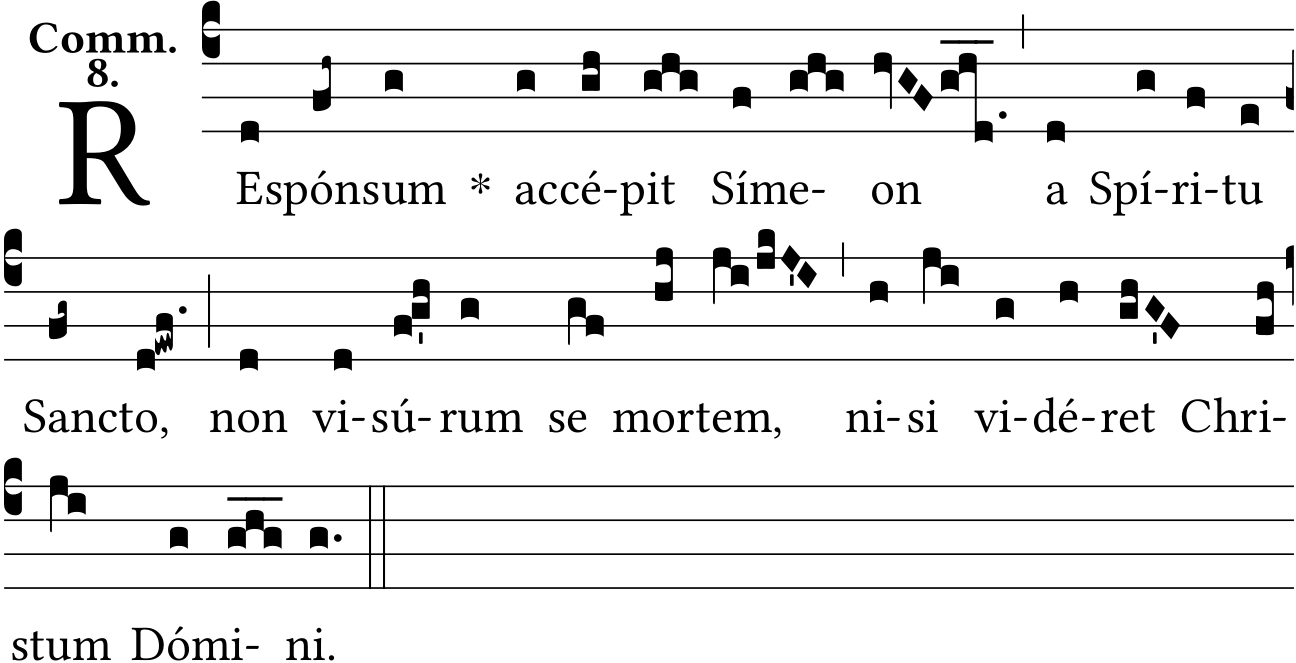 Comm.
8.
REspónsum * accé-pit Síme- on a Spí-ri-tu
Sancto, non vi-sú-rum se mortem, ni-si vi-dé-ret Chri-
stum Dómi- ni.